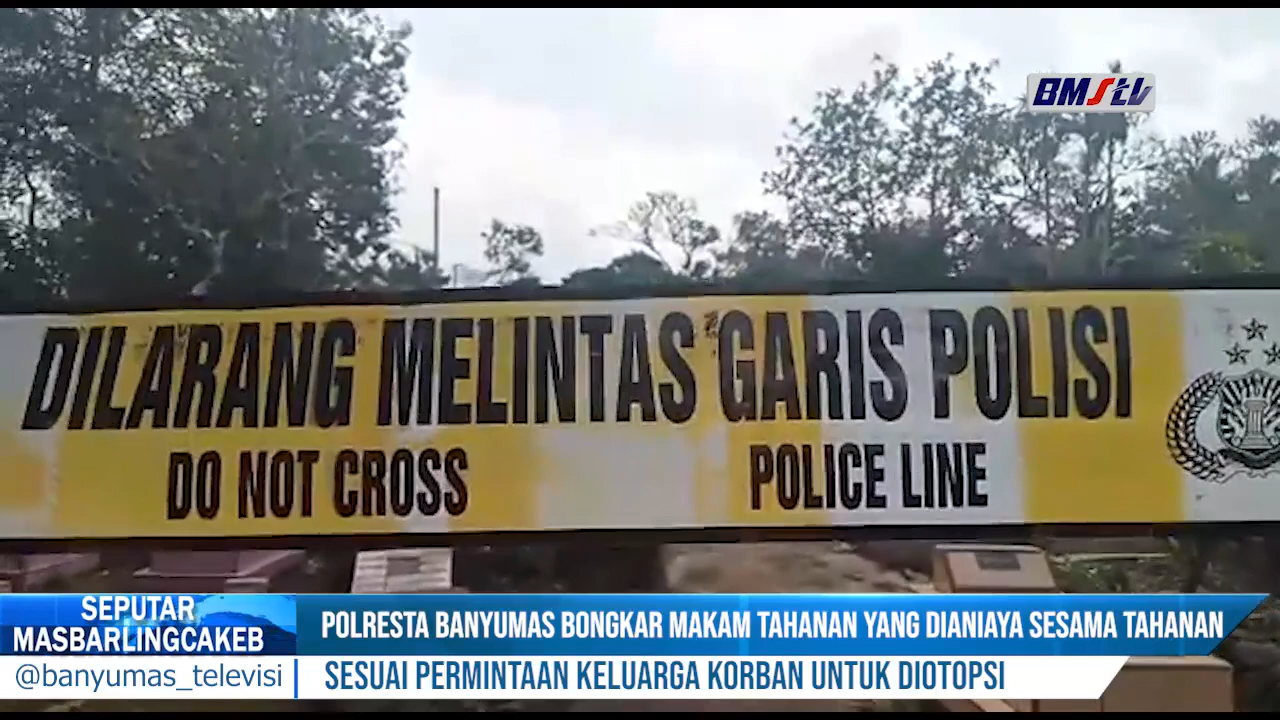 BMStv
DILARANG MELINTAS GARIS POLISI
DO NOT CROSS POLICE LINE
SEPUTAR
MASBARLINGCAKEB
@banyumas_televisi
POLRESTA BANYUMAS BONGKAR MAKAM TAHANAN YANG DIANIAYA SESAMA TAHANAN
SESUAI PERMINTAAN KELUARGA KORBAN UNTUK DIOTOPSI